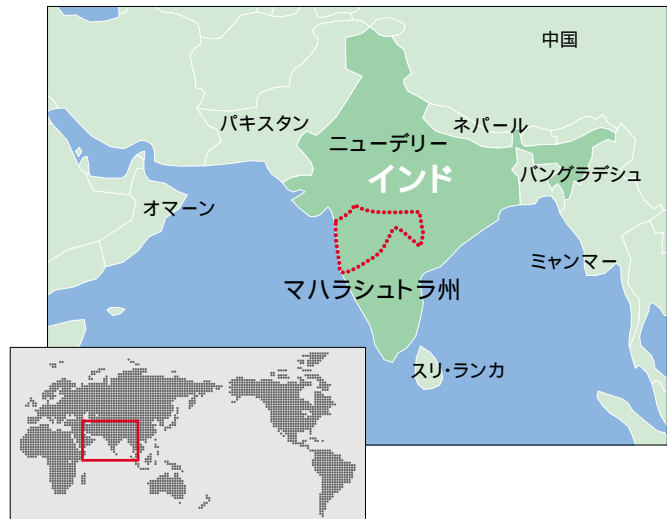 中国
パキスタン
ネパール
ニューデリー
インド
バングラデシュ
オマーン
ミャンマー
マハラシュトラ州
スリ・ランカ